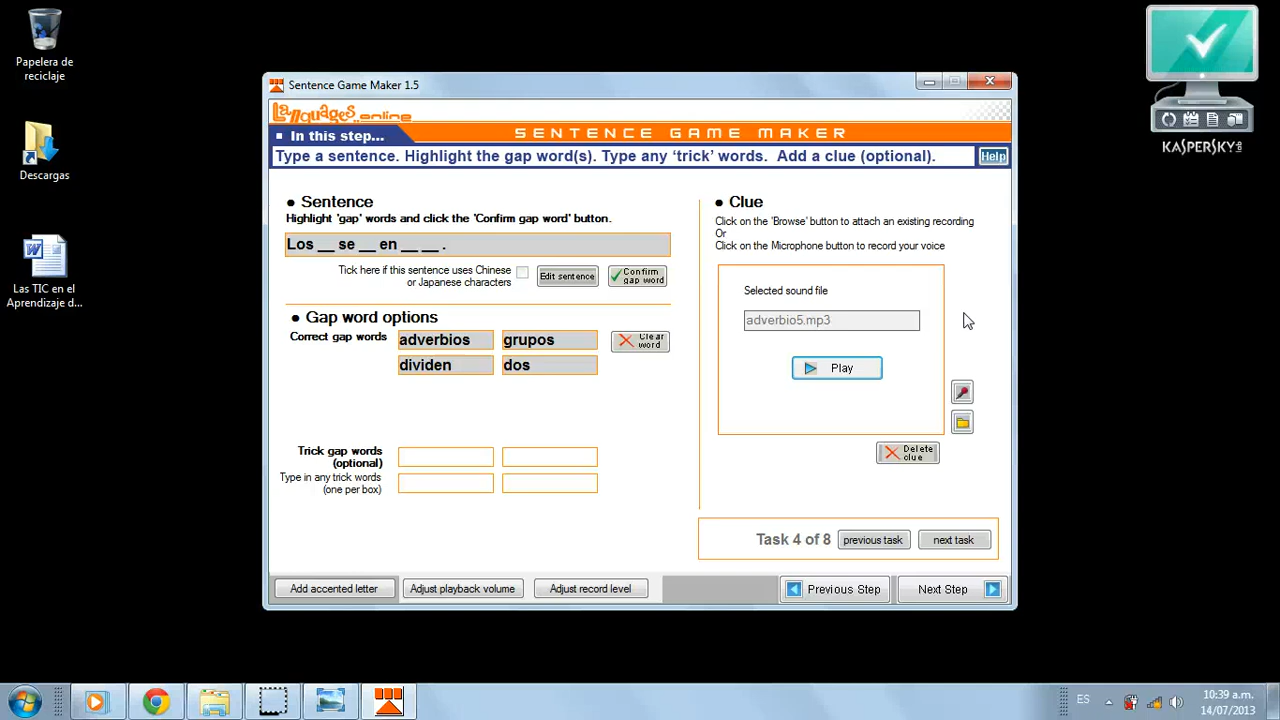 Papelera de
reciclaje
Descargas
Las TIC en el
Aprendizaje d...
KASPERSKY
Sentence Game Maker 1.5
Languages online
In this step...
SENTENCE GAME MAKER
Type a sentence. Highlight the gap word(s). Type any ‘trick’ words. Add a clue (optional).
Help
Sentence
Highlight 'gap' words and click the 'Confirm gap word' button.
Los __ se __ en __ __ .
Tick here if this sentence uses Chinese
or Japanese characters
Edit sentence
Confirm
gap word
Gap word options
Correct gap words
adverbios
grupos
dividen
dos
Clear
word
Trick gap words
(optional)
Type in any trick words
(one per box)
Clue
Click on the 'Browse' button to attach an existing recording
Or
Click on the Microphone button to record your voice
Selected sound file
adverbio5.mp3
Play
Delete
clue
Task 4 of 8
previous task
next task
Add accented letter
Adjust playback volume
Adjust record level
Previous Step
Next Step
ES
10:39 a.m.
14/07/2013